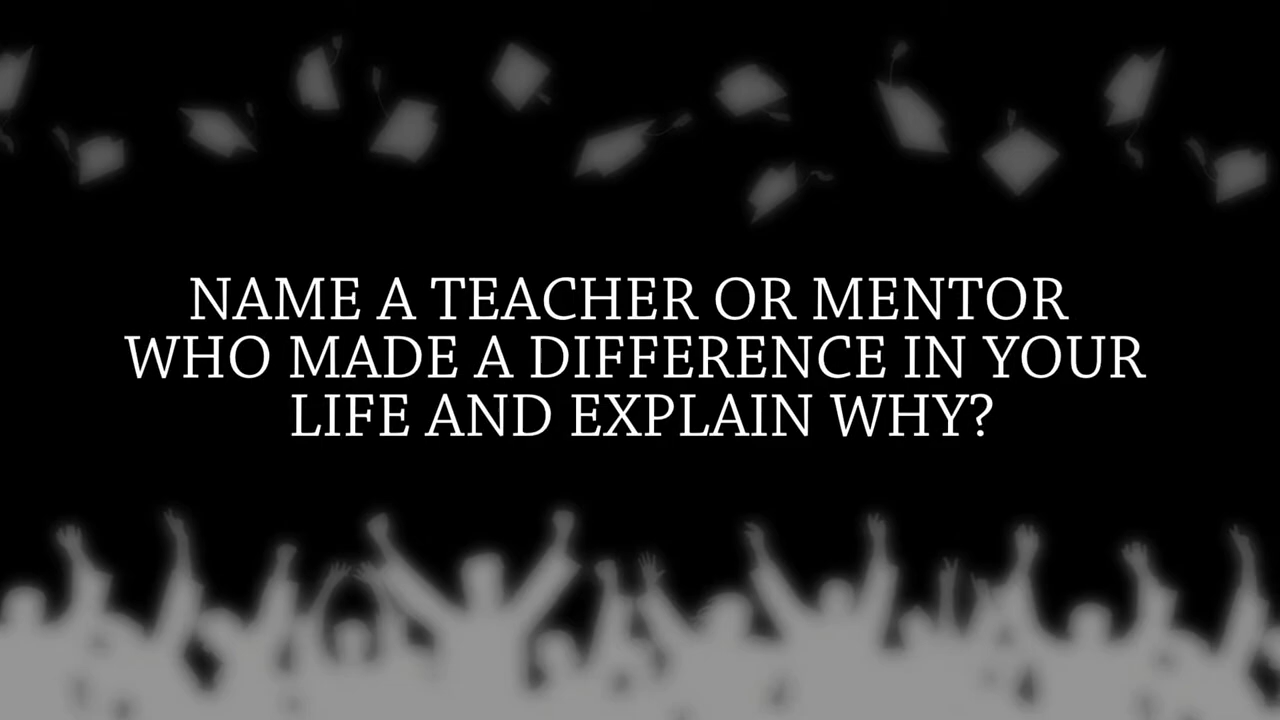 NAME A TEACHER OR MENTOR
WHO MADE A DIFFERENCE IN YOUR
LIFE AND EXPLAIN WHY?